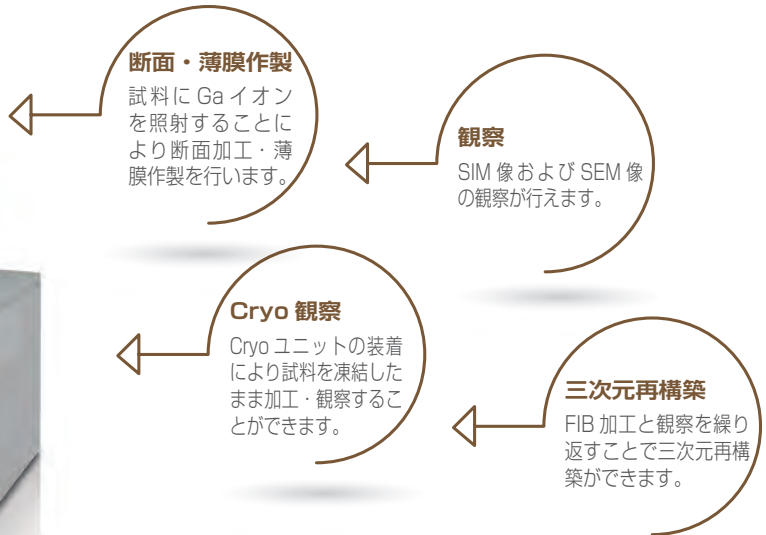 断面・薄膜作製
試料に Ga イオン
を照射することに
より断面加工・薄
膜作製を行います。
観察
SIM 像および SEM 像
の観察が行えます。
Cryo 観察
Cryo ユニットの装着
により試料を凍結した
まま加工・観察するこ
とができます。
三次元再構築
FIB 加工と観察を繰り
返すことで三次元再構
築ができます。